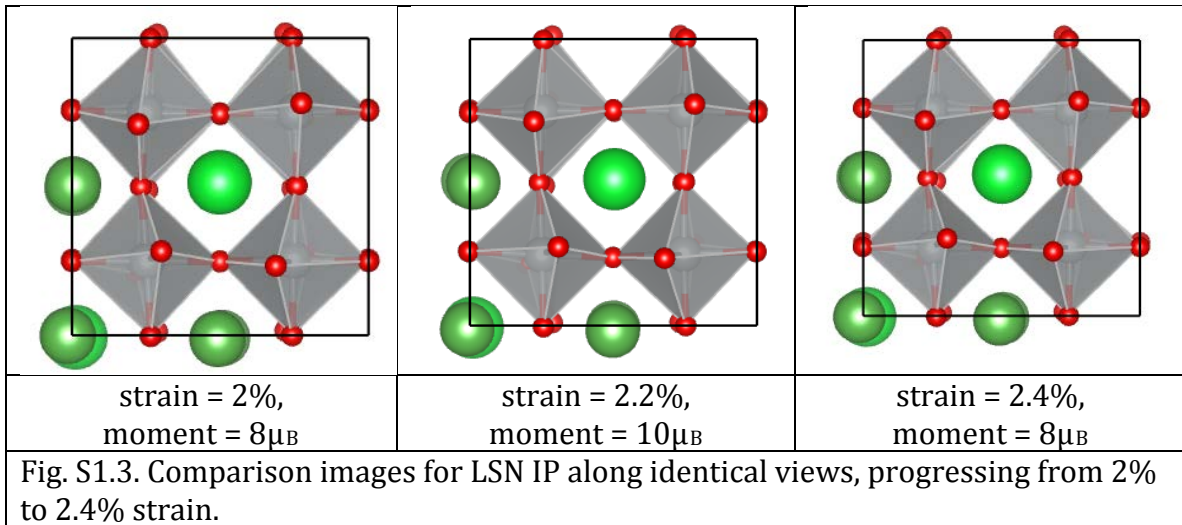 strain = 2%,
moment = 8μB
strain = 2.2%,
moment = 10μB
strain = 2.4%,
moment = 8μB
Fig. S1.3. Comparison images for LSN IP along identical views, progressing from 2%
to 2.4% strain.